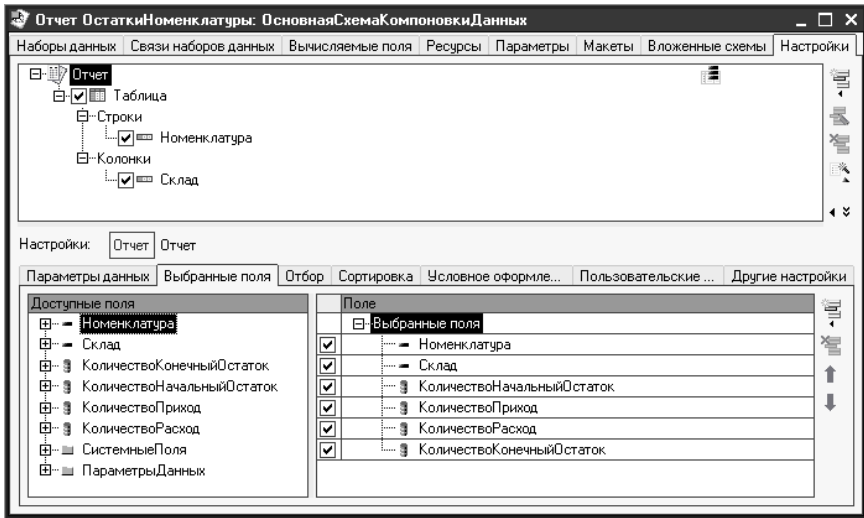 Отчет ОстаткиНоменклатуры: ОсновнаяСхемаКомпоновкиДанных
Наборы данных Связи наборов данных Вычисляемые поля Ресурсы Параметры Макеты Вложенные схемы Настройки
Отчет
Таблица
Строки
Номенклатура
Колонки
Склад
Настройки: Отчет Отчет
Параметры данных Выбранные поля Отбор Сортировка Условное оформле... Пользовательские ... Другие настройки
Доступные поля
Номенклатура
Склад
КоличествоКонечныйОстаток
КоличествоНачальныйОстаток
КоличествоПриход
КоличествоРасход
СистемныеПоля
ПараметрыДанных
Поле
Выбранные поля
Номенклатура
Склад
КоличествоНачальныйОстаток
КоличествоПриход
КоличествоРасход
КоличествоКонечныйОстаток